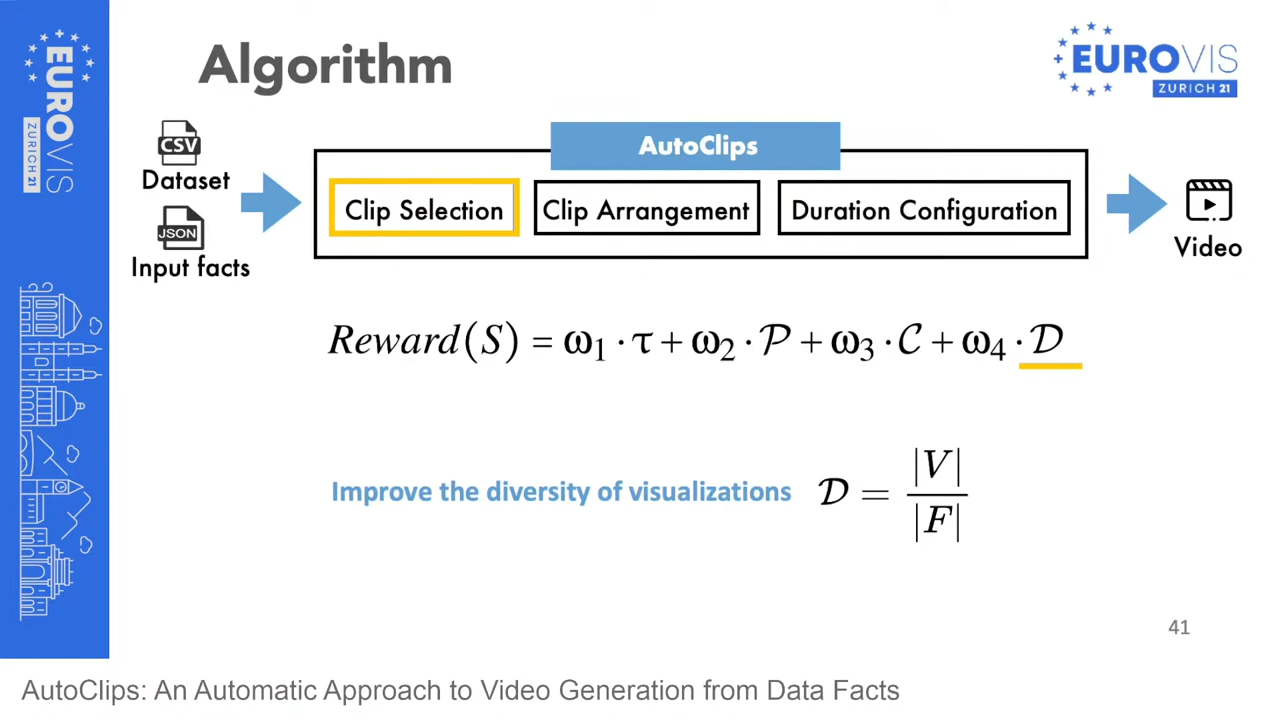 EUROVIS
ZURICH 21
Algorithm
EUROVIS
ZURICH 21
CSV
Dataset
JSON
Input facts
AutoClips
Clip Selection
Clip Arrangement
Duration Configuration
Video
Reward(S) = ω₁ · τ + ω₂ · 𝒫 + ω₃ · 𝒞 + ω₄ · 𝒟
Improve the diversity of visualizations 𝒟 = |V| / |F|
41
AutoClips: An Automatic Approach to Video Generation from Data Facts